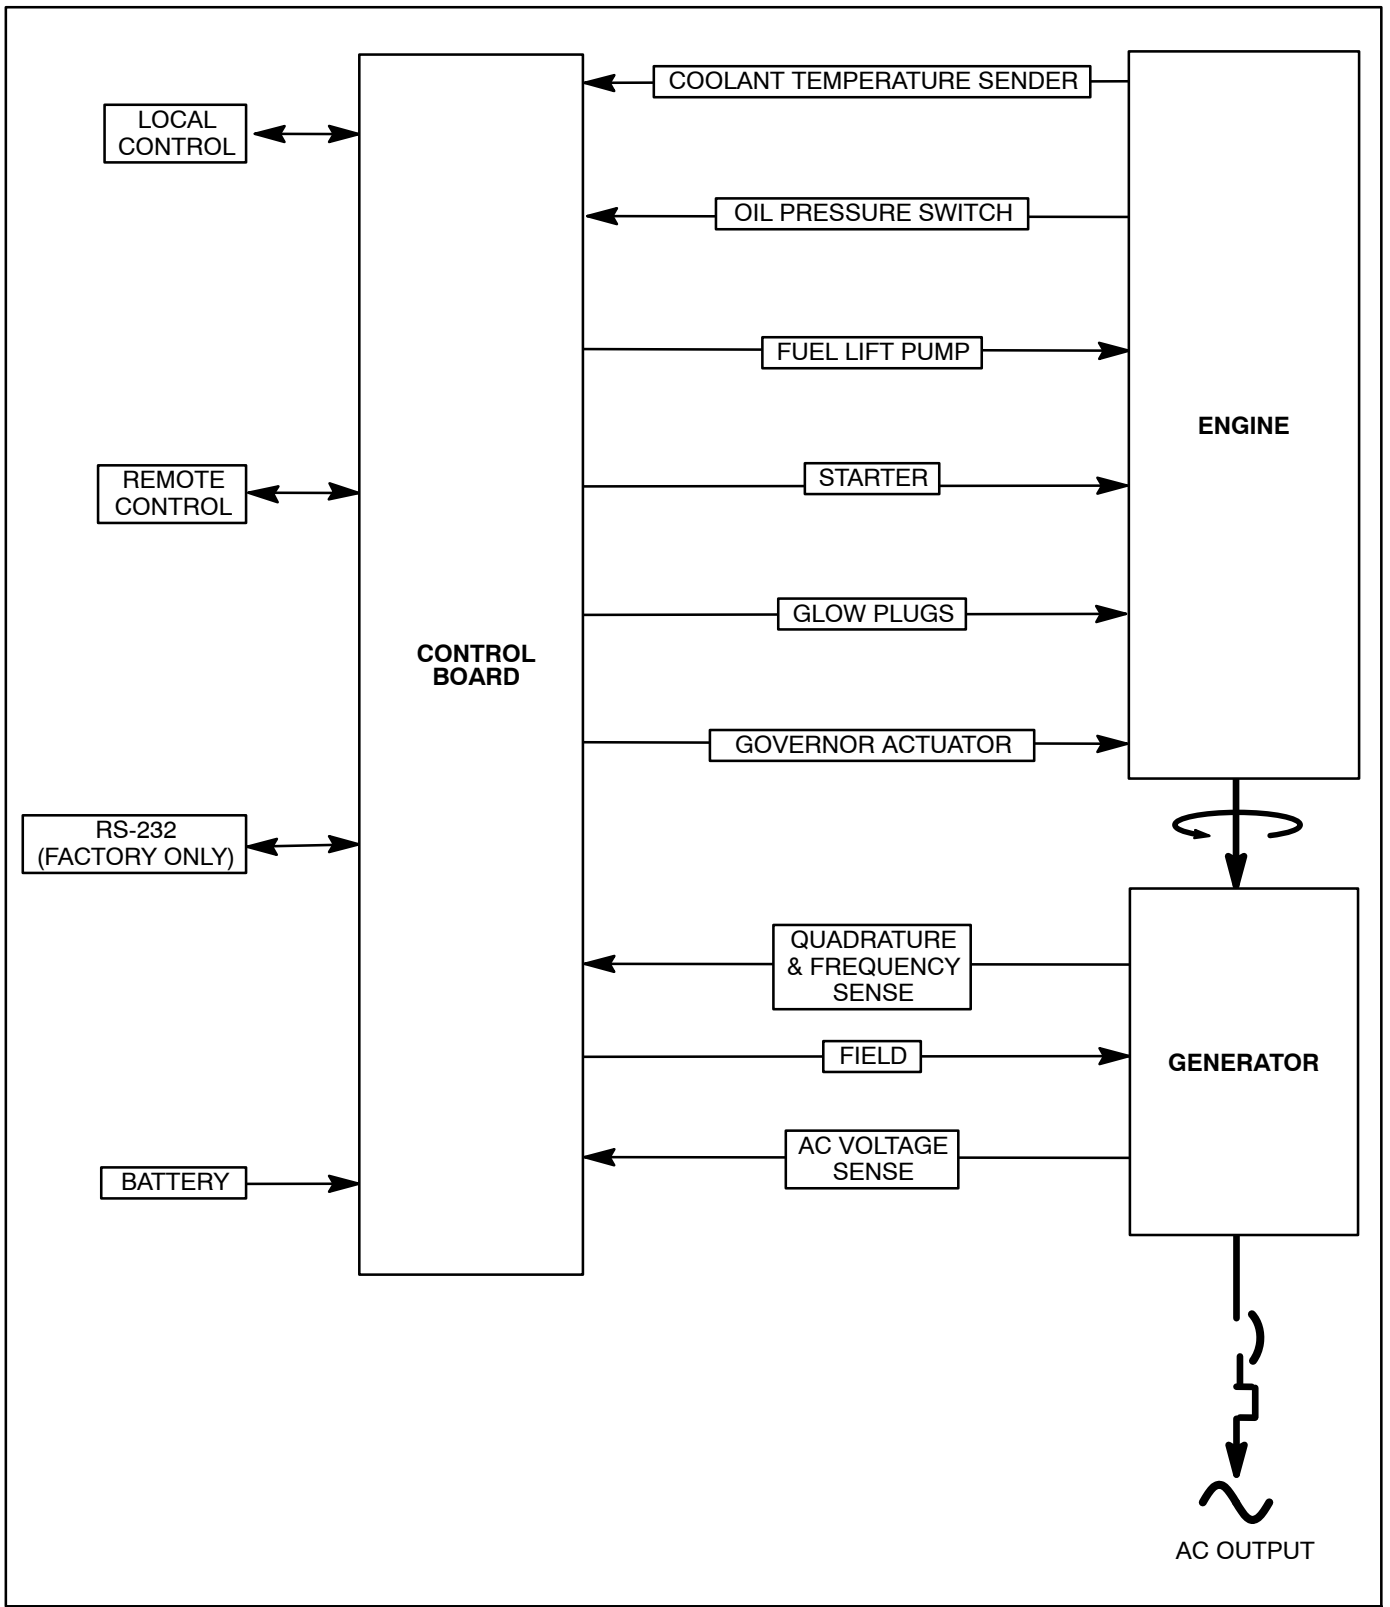 COOLANT TEMPERATURE SENDER
LOCAL
CONTROL
OIL PRESSURE SWITCH
FUEL LIFT PUMP
ENGINE
STARTER
REMOTE
CONTROL
GLOW PLUGS
CONTROL
BOARD
GOVERNOR ACTUATOR
RS-232
(FACTORY ONLY)
QUADRATURE
& FREQUENCY
SENSE
FIELD
GENERATOR
AC VOLTAGE
SENSE
BATTERY
AC OUTPUT